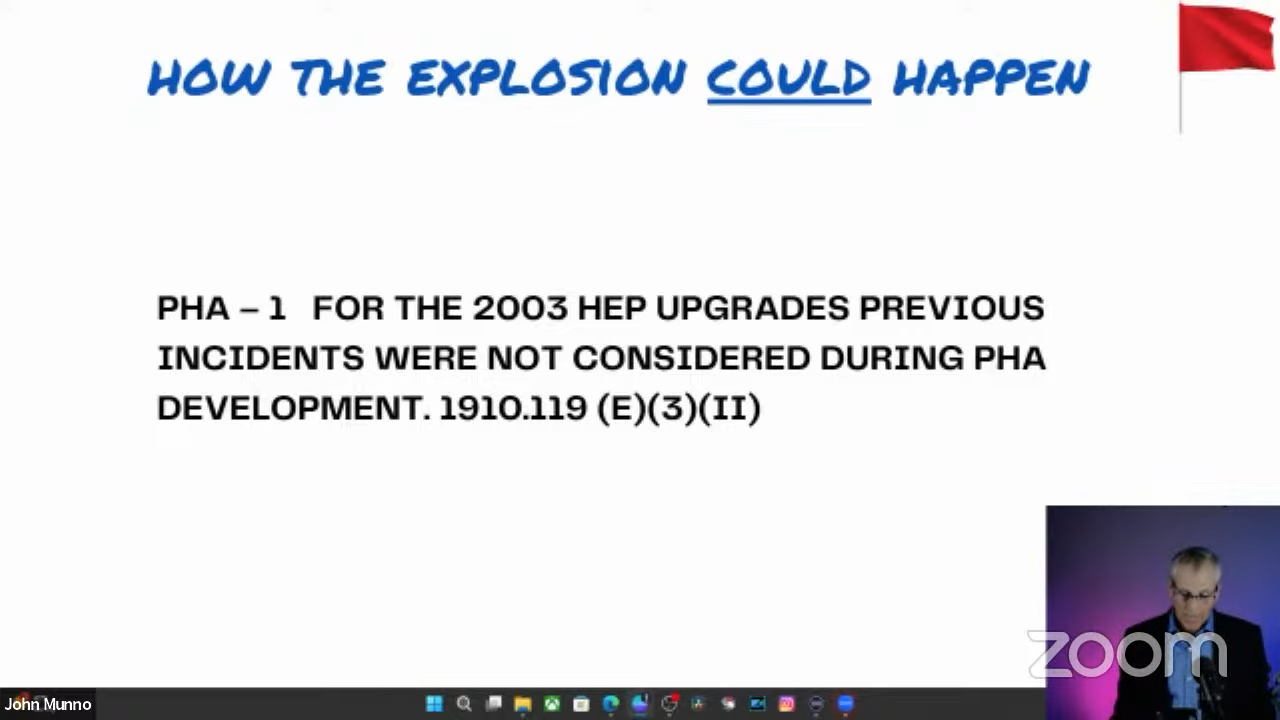 HOW THE EXPLOSION COULD HAPPEN
PHA – 1 FOR THE 2003 HEP UPGRADES PREVIOUS
INCIDENTS WERE NOT CONSIDERED DURING PHA
DEVELOPMENT. 1910.119 (E)(3)(II)
zoom
John Munno